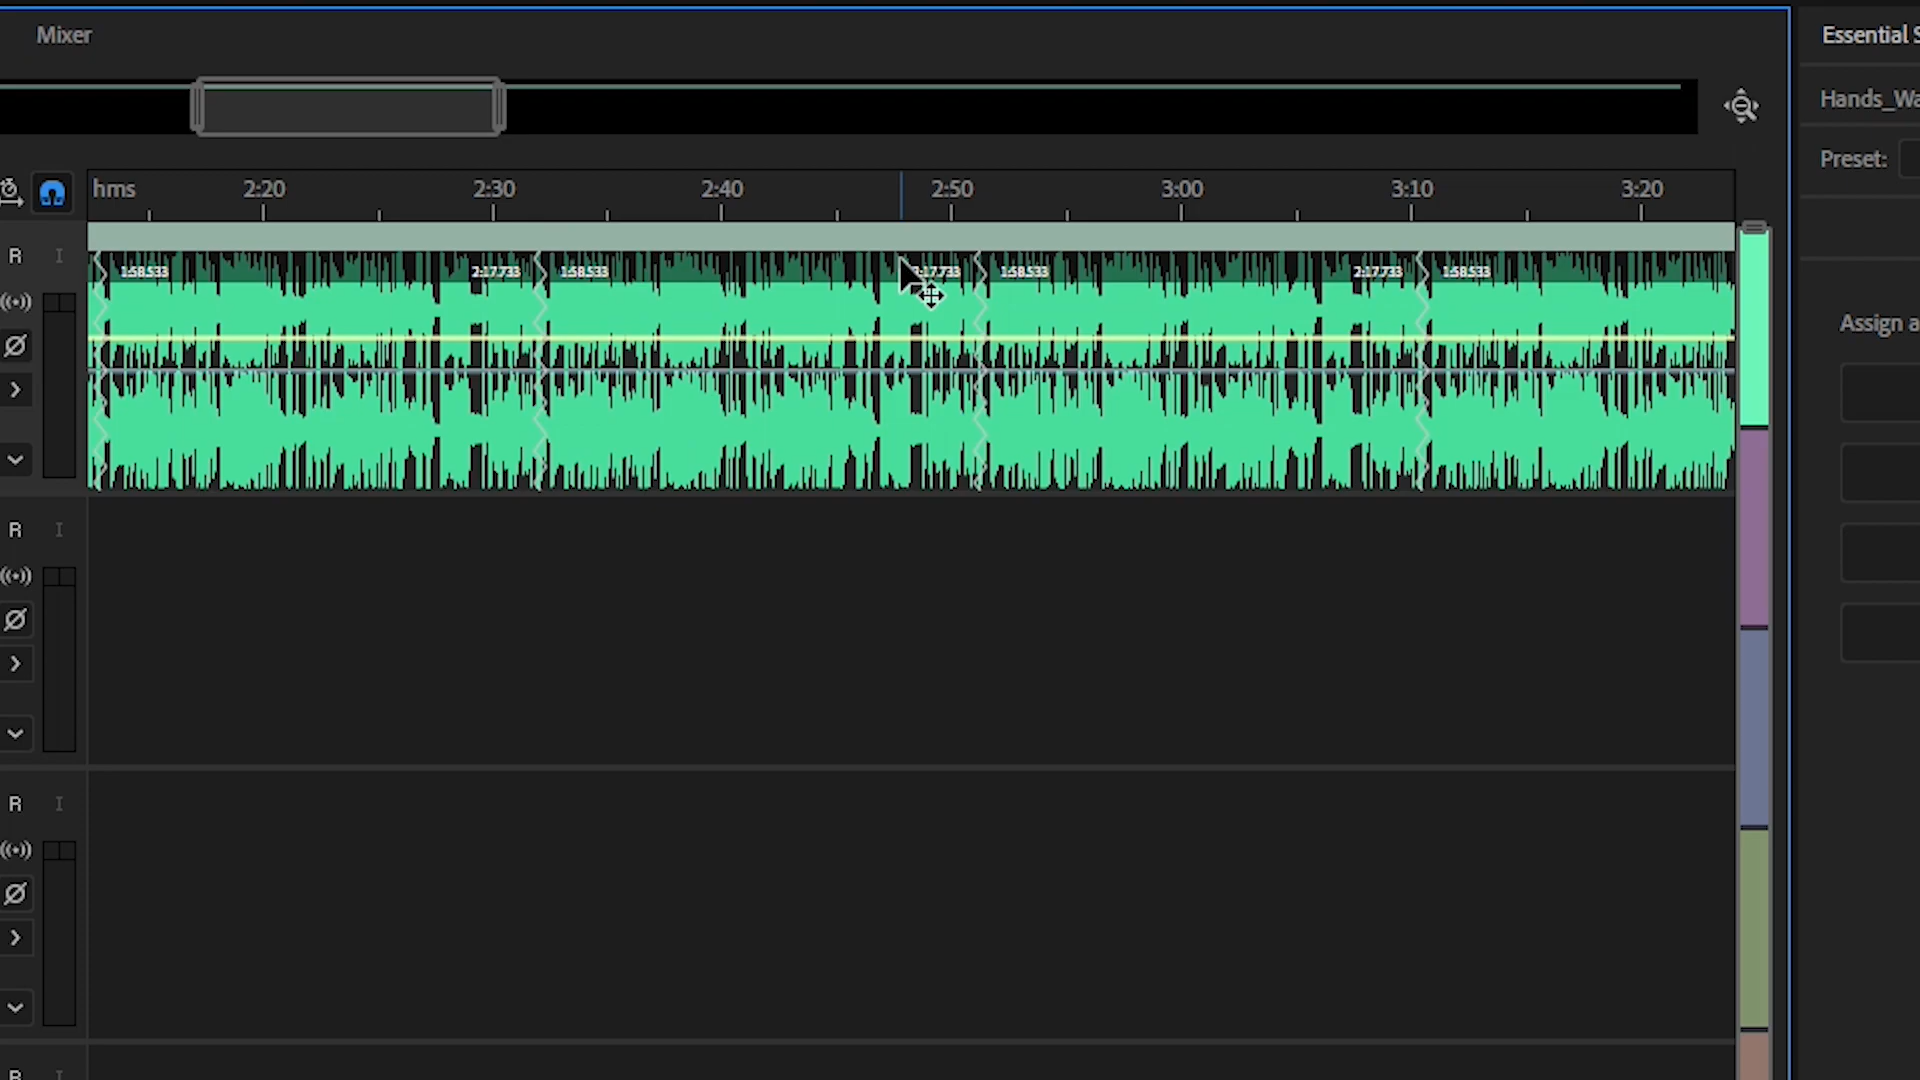 Mixer
Essential S
Hands_Wa
Preset:
hms 2:20 2:30 2:40 2:50 3:00 3:10 3:20
R I
1:58.533 2:17.733 1:58.533 2:17.733 1:58.533 2:17.733 1:58.533
Assign a
R I
R I
R I